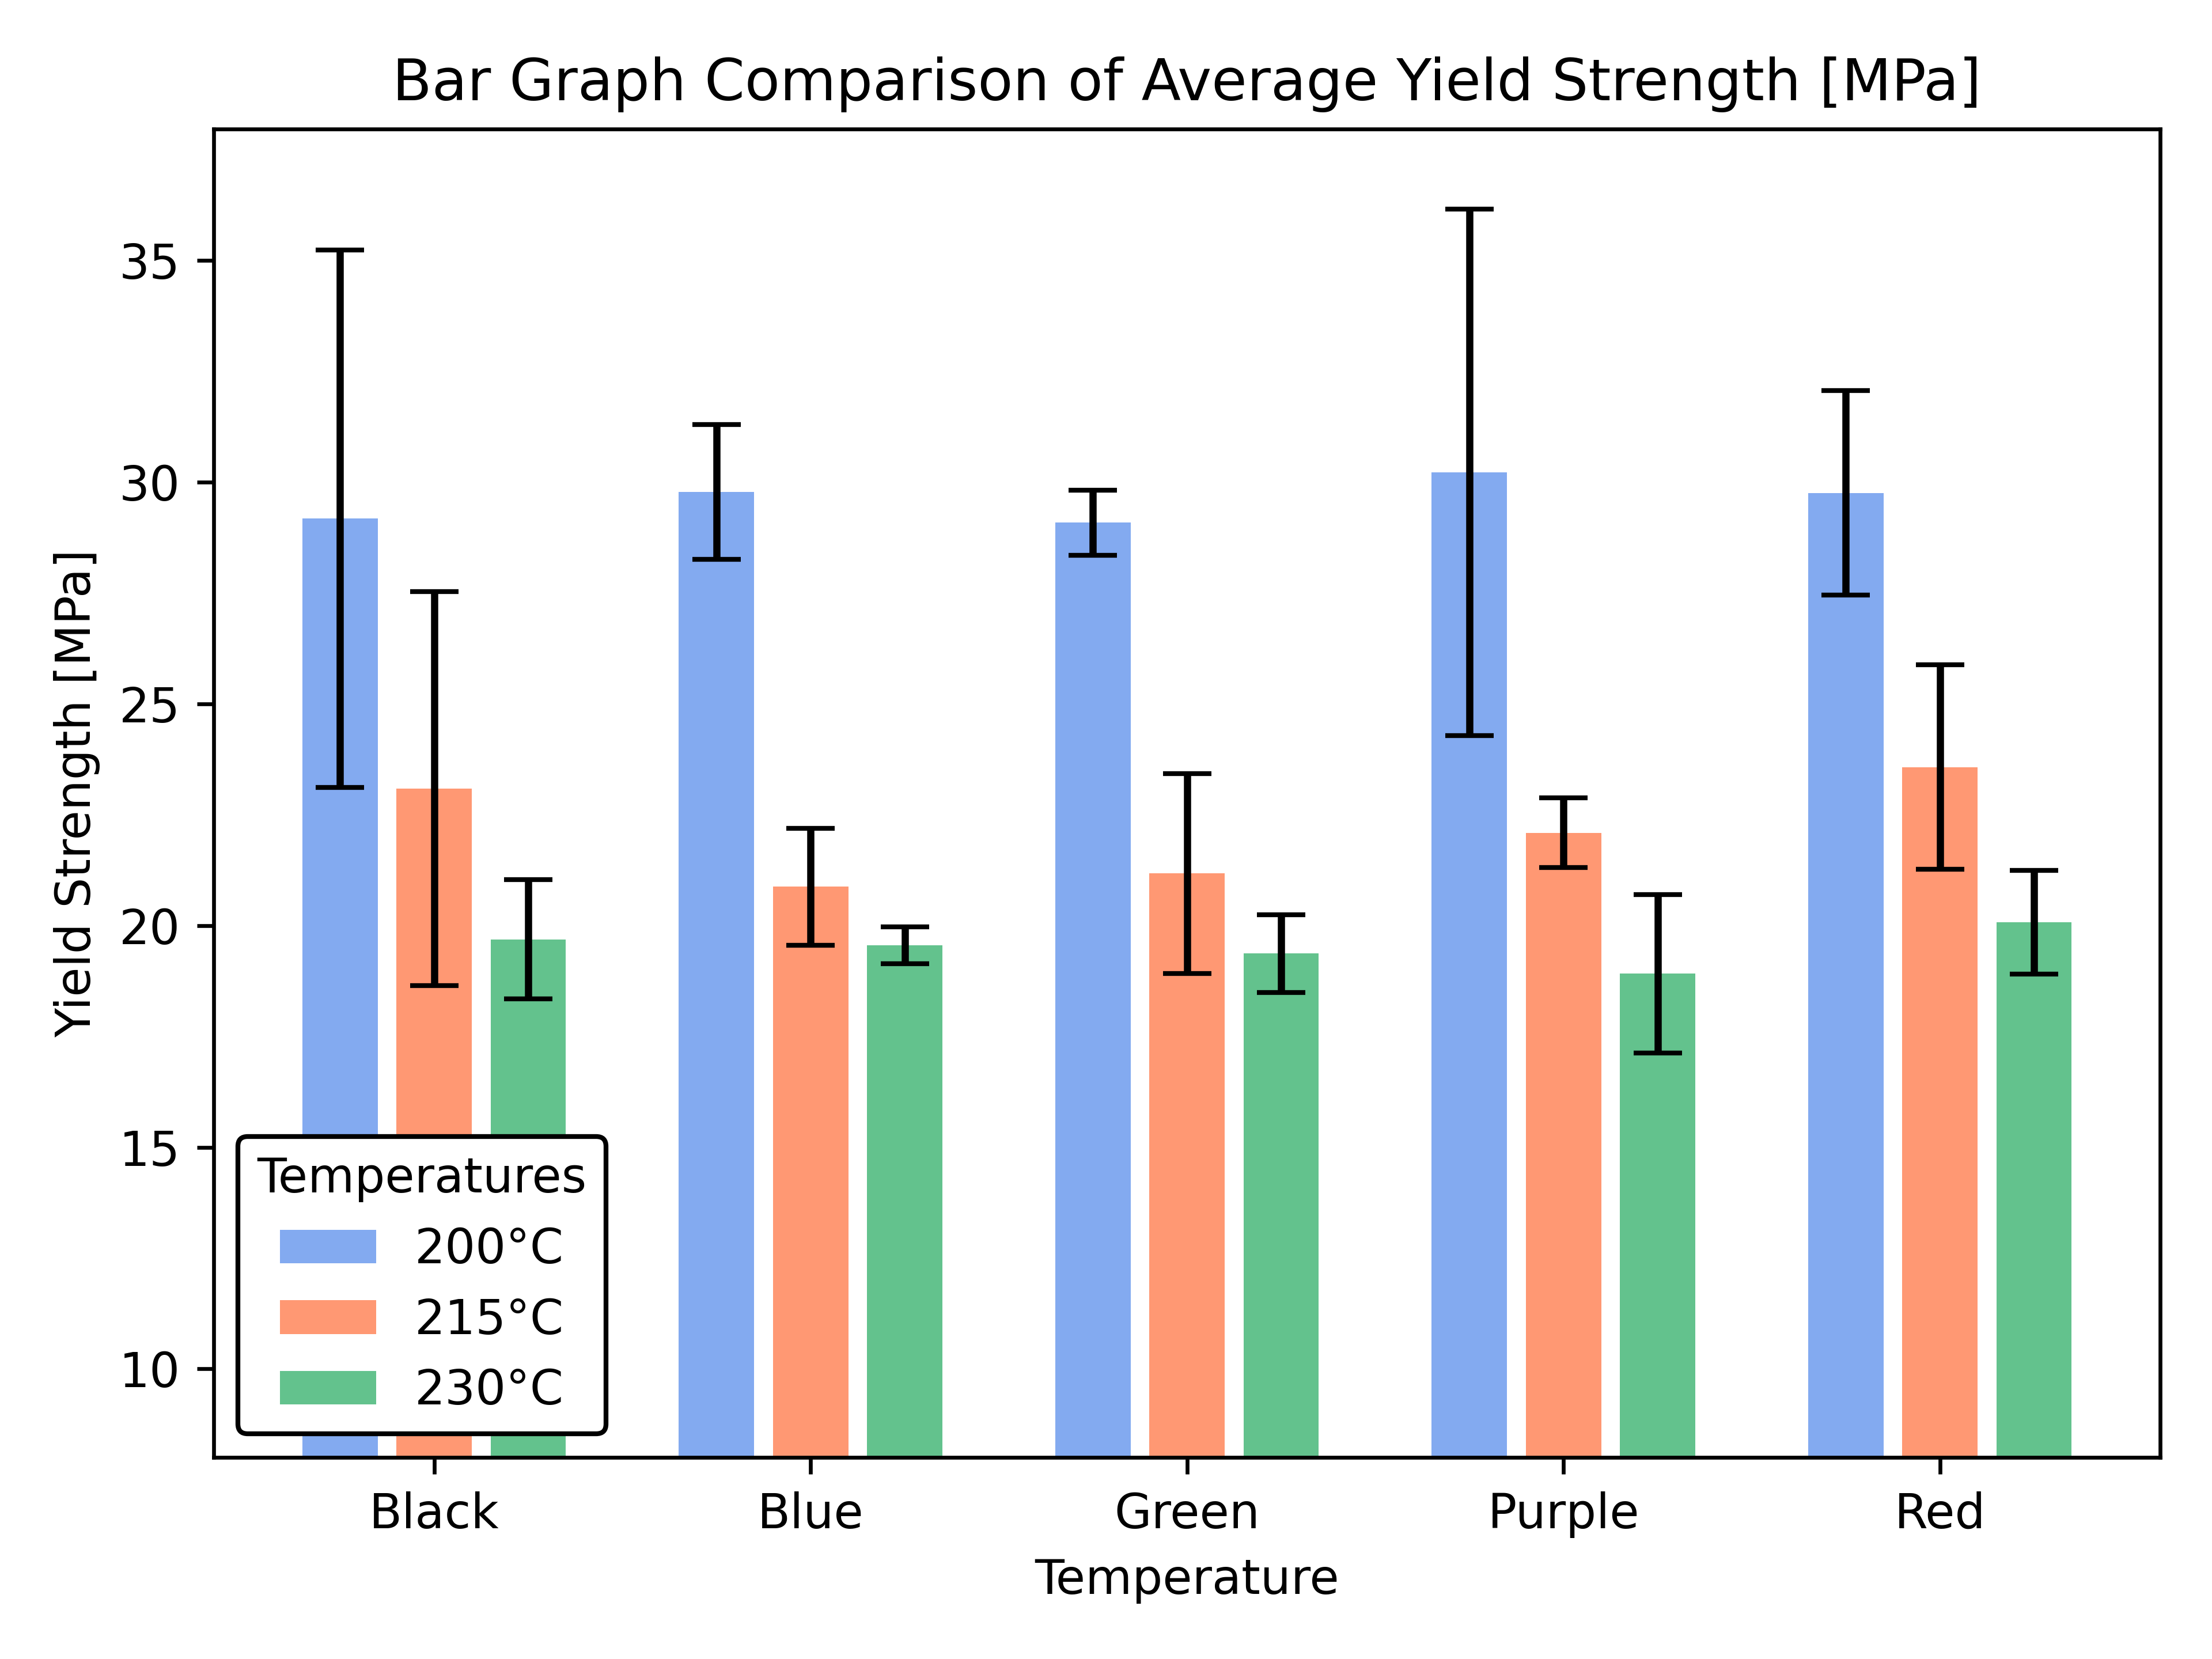 Bar Graph Comparison of Average Yield Strength [MPa]
Yield Strength [MPa]
35
30
25
20
15
10
Temperatures
200°C
215°C
230°C
Black Blue Green Purple Red
Temperature